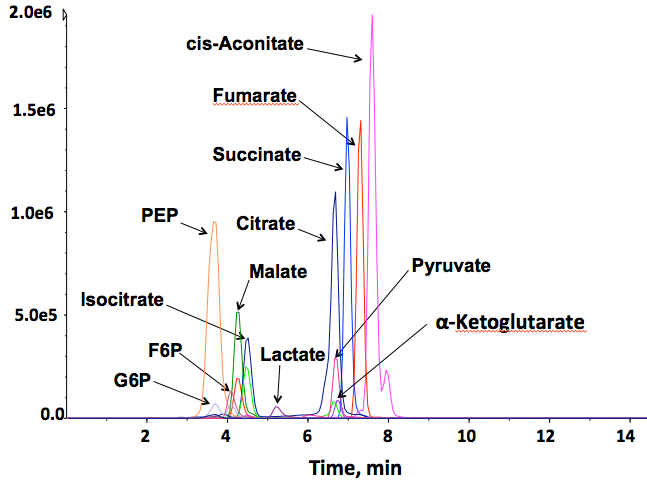 2.0e6
cis-Aconitate
1.5e6
Fumarate
Succinate
1.0e6
PEP
Citrate
Malate
Pyruvate
Isocitrate
5.0e5
α-Ketoglutarate
F6P
Lactate
G6P
0.0
2 4 6 8 10 12 14
Time, min